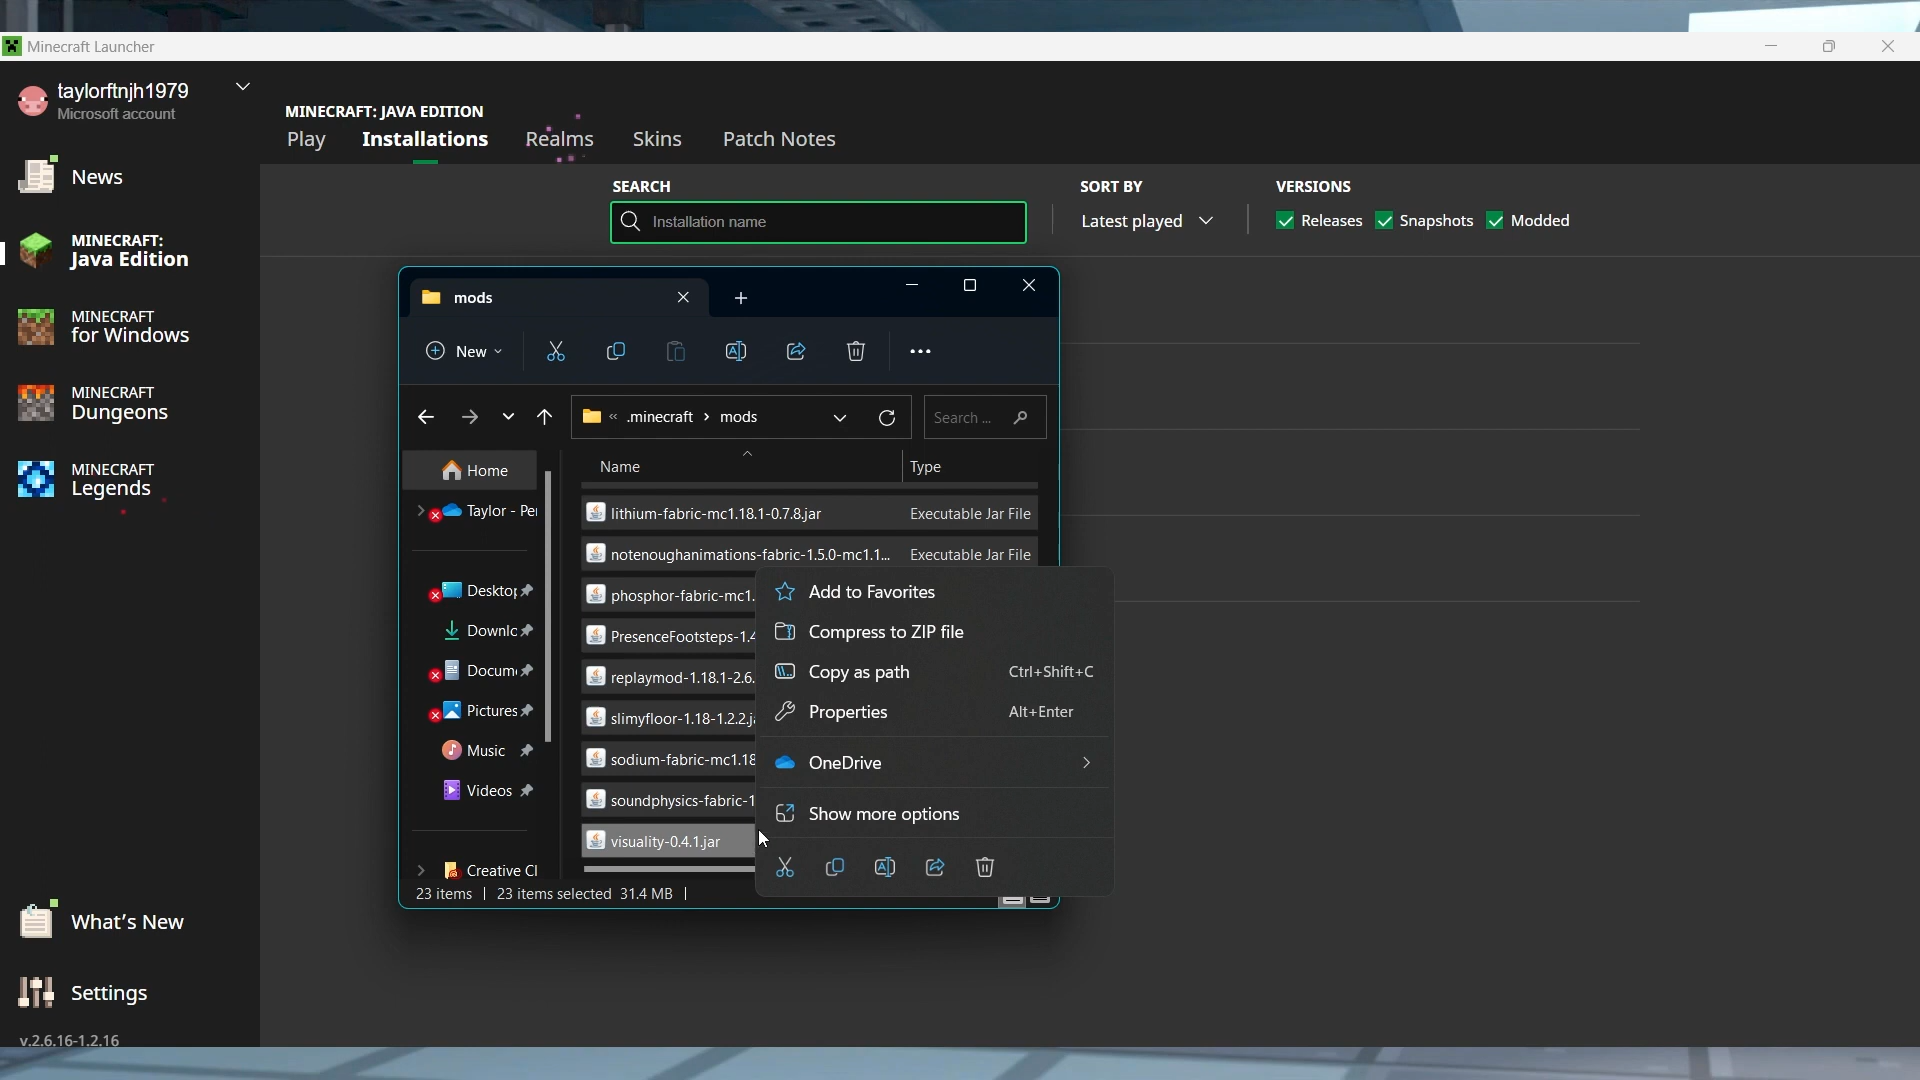 Minecraft Launcher
taylorftnjh1979
Microsoft account
News
MINECRAFT:
Java Edition
MINECRAFT
for Windows
MINECRAFT
Dungeons
MINECRAFT
Legends
What's New
Settings
v.2.6.16-1.2.16
MINECRAFT: JAVA EDITION
Play Installations Realms Skins Patch Notes
SEARCH SORT BY VERSIONS
Installation name Latest played Releases Snapshots Modded
mods
New
.minecraft > mods Search ...
Name Type
Home
Taylor - Per
Desktop
Downlo
Docum
Pictures
Music
Videos
Creative Cl
lithium-fabric-mc1.18.1-0.7.8.jar Executable Jar File
notenoughanimations-fabric-1.5.0-mc1.1... Executable Jar File
phosphor-fabric-mc1.
PresenceFootsteps-1.4
replaymod-1.18.1-2.6.
slimyfloor-1.18-1.2.2.ja
sodium-fabric-mc1.18
soundphysics-fabric-1
visuality-0.4.1.jar
23 items 23 items selected 31.4 MB
Add to Favorites
Compress to ZIP file
Copy as path Ctrl+Shift+C
Properties Alt+Enter
OneDrive
Show more options